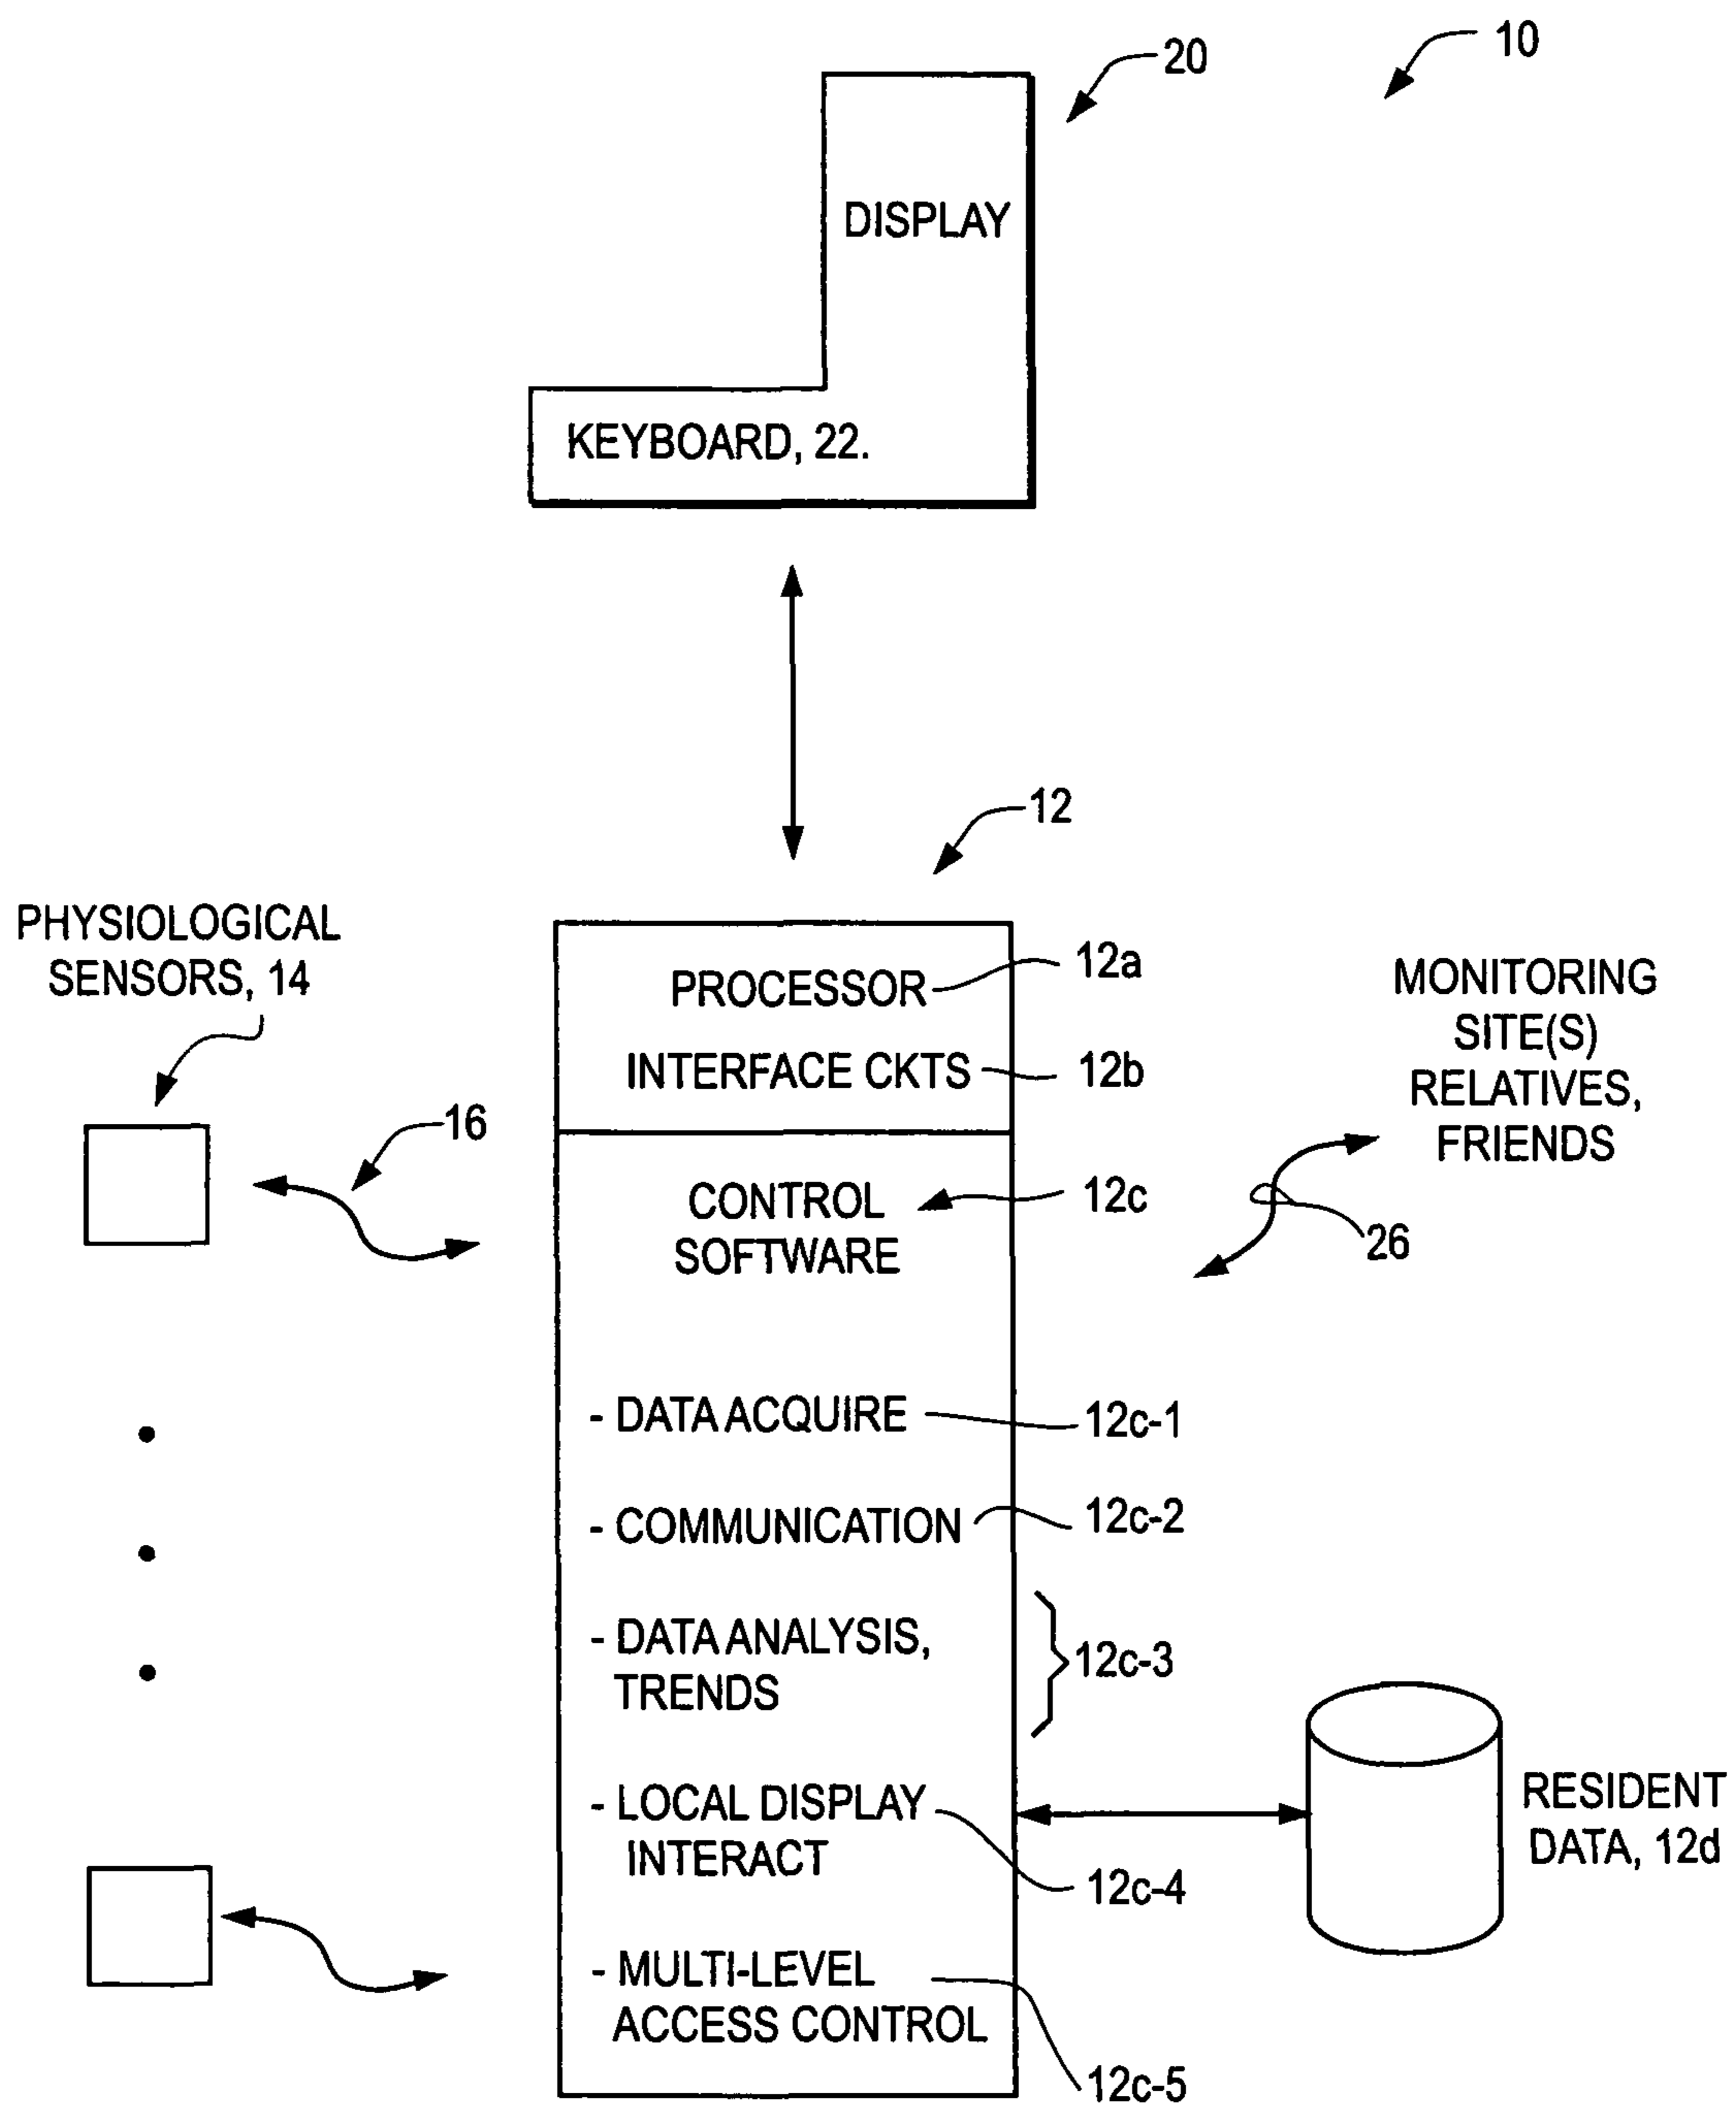 10
20
DISPLAY
KEYBOARD, 22.
12
PHYSIOLOGICAL
SENSORS, 14
16
PROCESSOR
12a
INTERFACE CKTS
12b
CONTROL
SOFTWARE
12c
MONITORING
SITE(S)
RELATIVES,
FRIENDS
26
- DATA ACQUIRE
12c-1
- COMMUNICATION
12c-2
- DATA ANALYSIS,
TRENDS
12c-3
- LOCAL DISPLAY
INTERACT
12c-4
RESIDENT
DATA, 12d
- MULTI-LEVEL
ACCESS CONTROL
12c-5